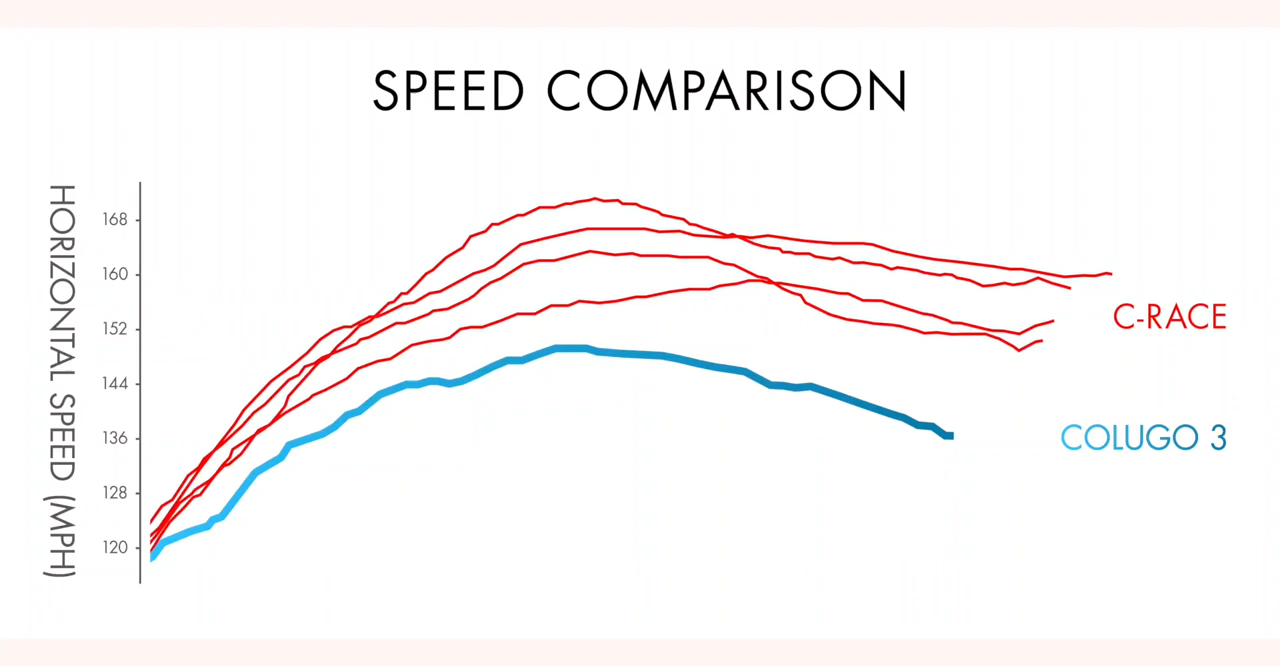 SPEED COMPARISON
HORIZONTAL SPEED (MPH)
168
160
152
144
136
128
120
C-RACE
COLUGO 3